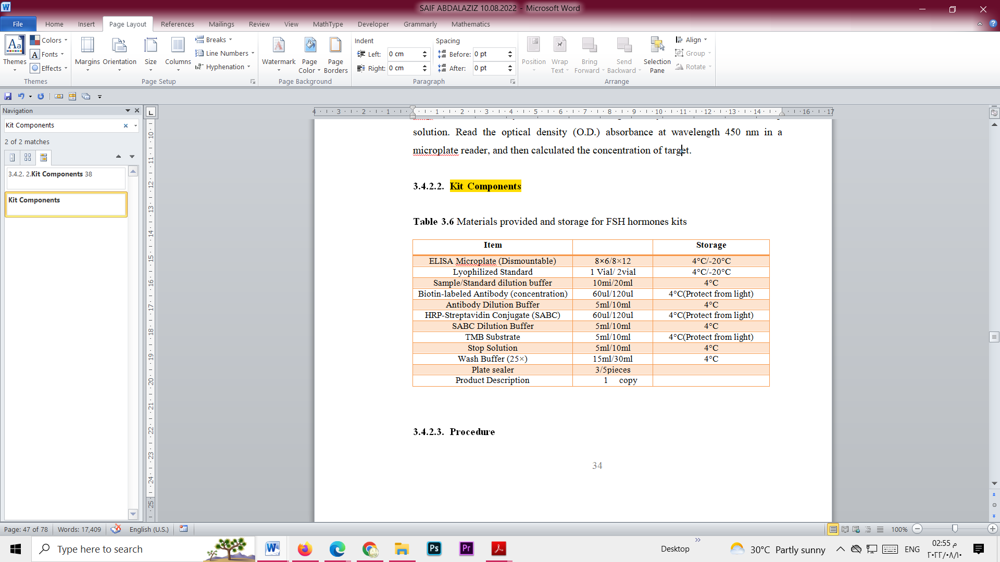 SAIF ABDALAZIZ 10.08.2022 - Microsoft Word
File Home Insert Page Layout References Mailings Review View MathType Developer Grammarly Mathematics
Themes
Colors
Fonts
Effects
Themes
Margins
Orientation
Size
Columns
Breaks
Line Numbers
Hyphenation
Page Setup
Watermark
Page Color
Page Borders
Page Background
Indent
Left: 0 cm
Right: 0 cm
Spacing
Before: 0 pt
After: 0 pt
Paragraph
Position
Wrap Text
Bring Forward
Send Backward
Selection Pane
Align
Group
Rotate
Arrange
Navigation
Kit Components
2 of 2 matches
3.4.2. 2.Kit Components 38
Kit Components
solution. Read the optical density (O.D.) absorbance at wavelength 450 nm in a
microplate reader, and then calculated the concentration of target.
3.4.2.2. Kit Components
Table 3.6 Materials provided and storage for FSH hormones kits
Item Storage
ELISA Microplate (Dismountable) 8×6/8×12 4°C/-20°C
Lyophilized Standard 1 Vial/ 2vial 4°C/-20°C
Sample/Standard dilution buffer 10mi/20ml 4°C
Biotin-labeled Antibody (concentration) 60ul/120ul 4°C(Protect from light)
Antibody Dilution Buffer 5ml/10ml 4°C
HRP-Streptavidin Conjugate (SABC) 60ul/120ul 4°C(Protect from light)
SABC Dilution Buffer 5ml/10ml 4°C
TMB Substrate 5ml/10ml 4°C(Protect from light)
Stop Solution 5ml/10ml 4°C
Wash Buffer (25×) 15ml/30ml 4°C
Plate sealer 3/5pieces
Product Description 1 copy
3.4.2.3. Procedure
34
Page: 47 of 78 Words: 17,409 English (U.S.) 100%
Type here to search
Desktop
30°C Partly sunny
ENG
02:55 م
٢٠٢٢/٠٨/١٠